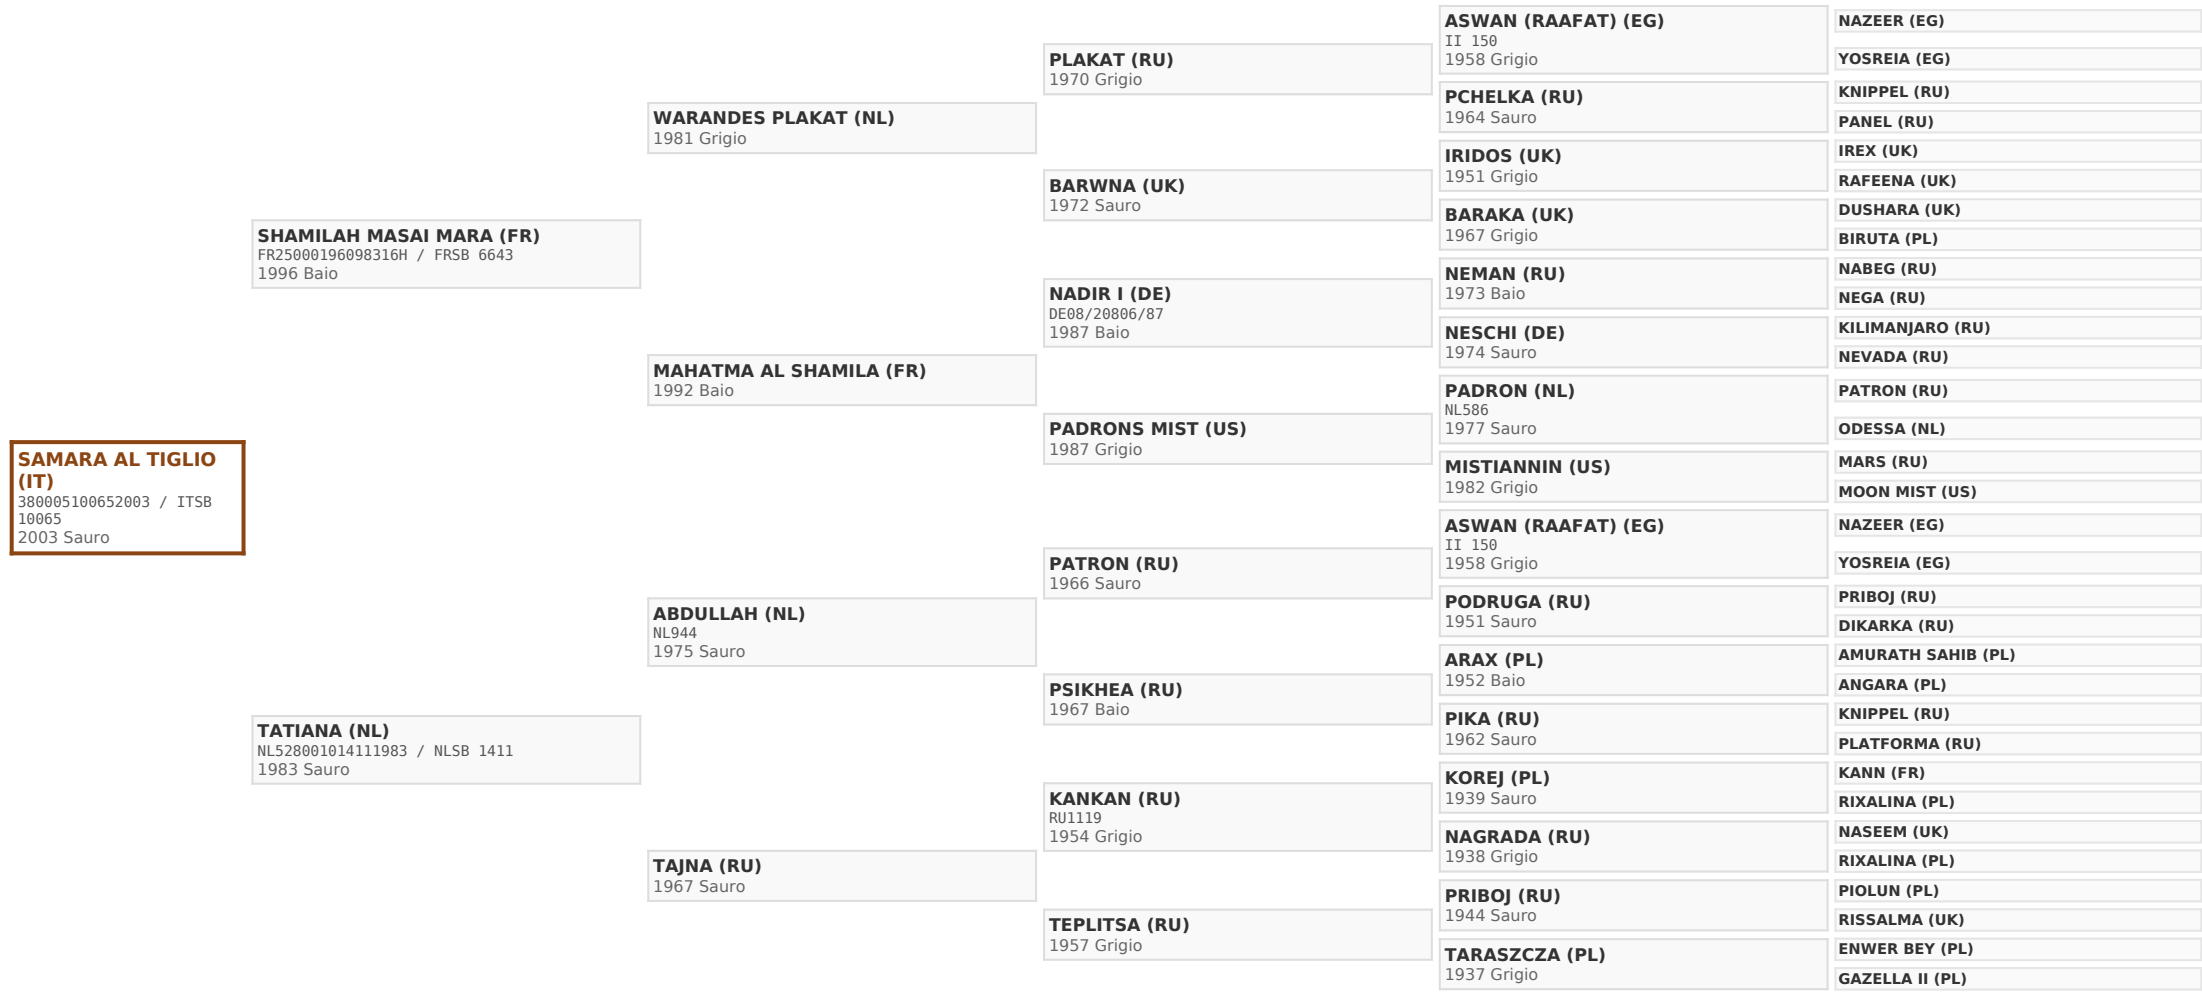 SAMARA AL TIGLIO
(IT)
380005100652003 / ITSB
10065
2003 Sauro
SHAMILAH MASAI MARA (FR)
FR25000196098316H / FRSB 6643
1996 Baio
TATIANA (NL)
NL528001014111983 / NLSB 1411
1983 Sauro
WARANDES PLAKAT (NL)
1981 Grigio
MAHATMA AL SHAMILA (FR)
1992 Baio
ABDULLAH (NL)
NL944
1975 Sauro
TAJNA (RU)
1967 Sauro
PLAKAT (RU)
1970 Grigio
BARWNA (UK)
1972 Sauro
NADIR I (DE)
DE08/20806/87
1987 Baio
PADRONS MIST (US)
1987 Grigio
PATRON (RU)
1966 Sauro
PSIKHEA (RU)
1967 Baio
KANKAN (RU)
RU1119
1954 Grigio
TEPLITSA (RU)
1957 Grigio
ASWAN (RAAFAT) (EG)
II 150
1958 Grigio
PCHELKA (RU)
1964 Sauro
IRIDOS (UK)
1951 Grigio
BARAKA (UK)
1967 Grigio
NEMAN (RU)
1973 Baio
NESCHI (DE)
1974 Sauro
PADRON (NL)
NL586
1977 Sauro
MISTIANNIN (US)
1982 Grigio
ASWAN (RAAFAT) (EG)
II 150
1958 Grigio
PODRUGA (RU)
1951 Sauro
ARAX (PL)
1952 Baio
PIKA (RU)
1962 Sauro
KOREJ (PL)
1939 Sauro
NAGRADA (RU)
1938 Grigio
PRIBOJ (RU)
1944 Sauro
TARASZCZA (PL)
1937 Grigio
NAZEER (EG)
YOSREIA (EG)
KNIPPEL (RU)
PANEL (RU)
IREX (UK)
RAFEENA (UK)
DUSHARA (UK)
BIRUTA (PL)
NABEG (RU)
NEGA (RU)
KILIMANJARO (RU)
NEVADA (RU)
PATRON (RU)
ODESSA (NL)
MARS (RU)
MOON MIST (US)
NAZEER (EG)
YOSREIA (EG)
PRIBOJ (RU)
DIKARKA (RU)
AMURATH SAHIB (PL)
ANGARA (PL)
KNIPPEL (RU)
PLATFORMA (RU)
KANN (FR)
RIXALINA (PL)
NASEEM (UK)
RIXALINA (PL)
PIOLUN (PL)
RISSALMA (UK)
ENWER BEY (PL)
GAZELLA II (PL)